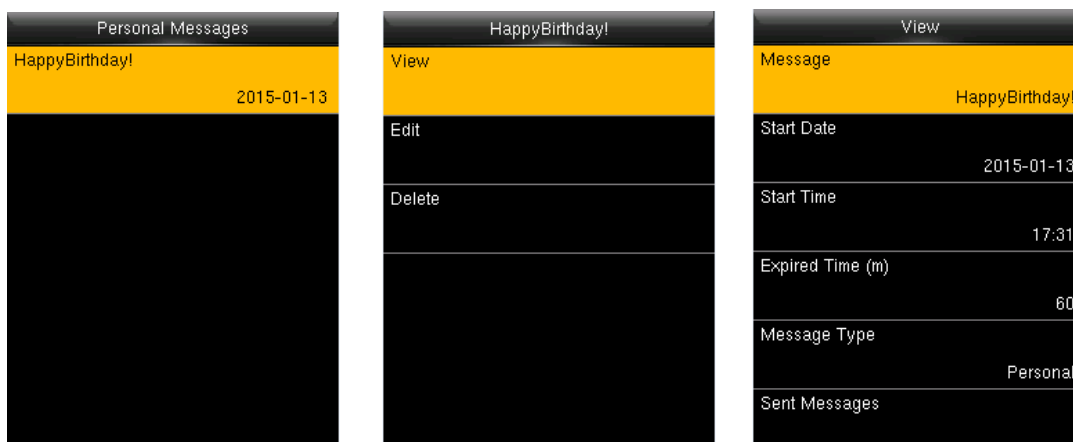 Personal Messages
HappyBirthday!
2015-01-13
HappyBirthday!
View
Edit
Delete
View
Message
HappyBirthday!
Start Date
2015-01-13
Start Time
17:31
Expired Time (m)
60
Message Type
Personal
Sent Messages